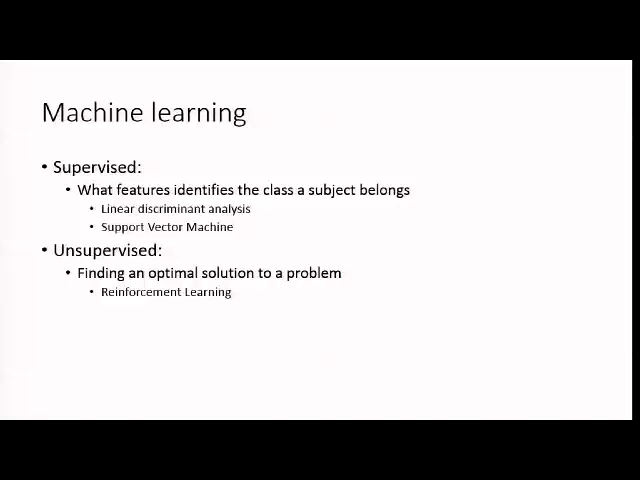 Machine learning
• Supervised:
• What features identifies the class a subject belongs
• Linear discriminant analysis
• Support Vector Machine
• Unsupervised:
• Finding an optimal solution to a problem
• Reinforcement Learning